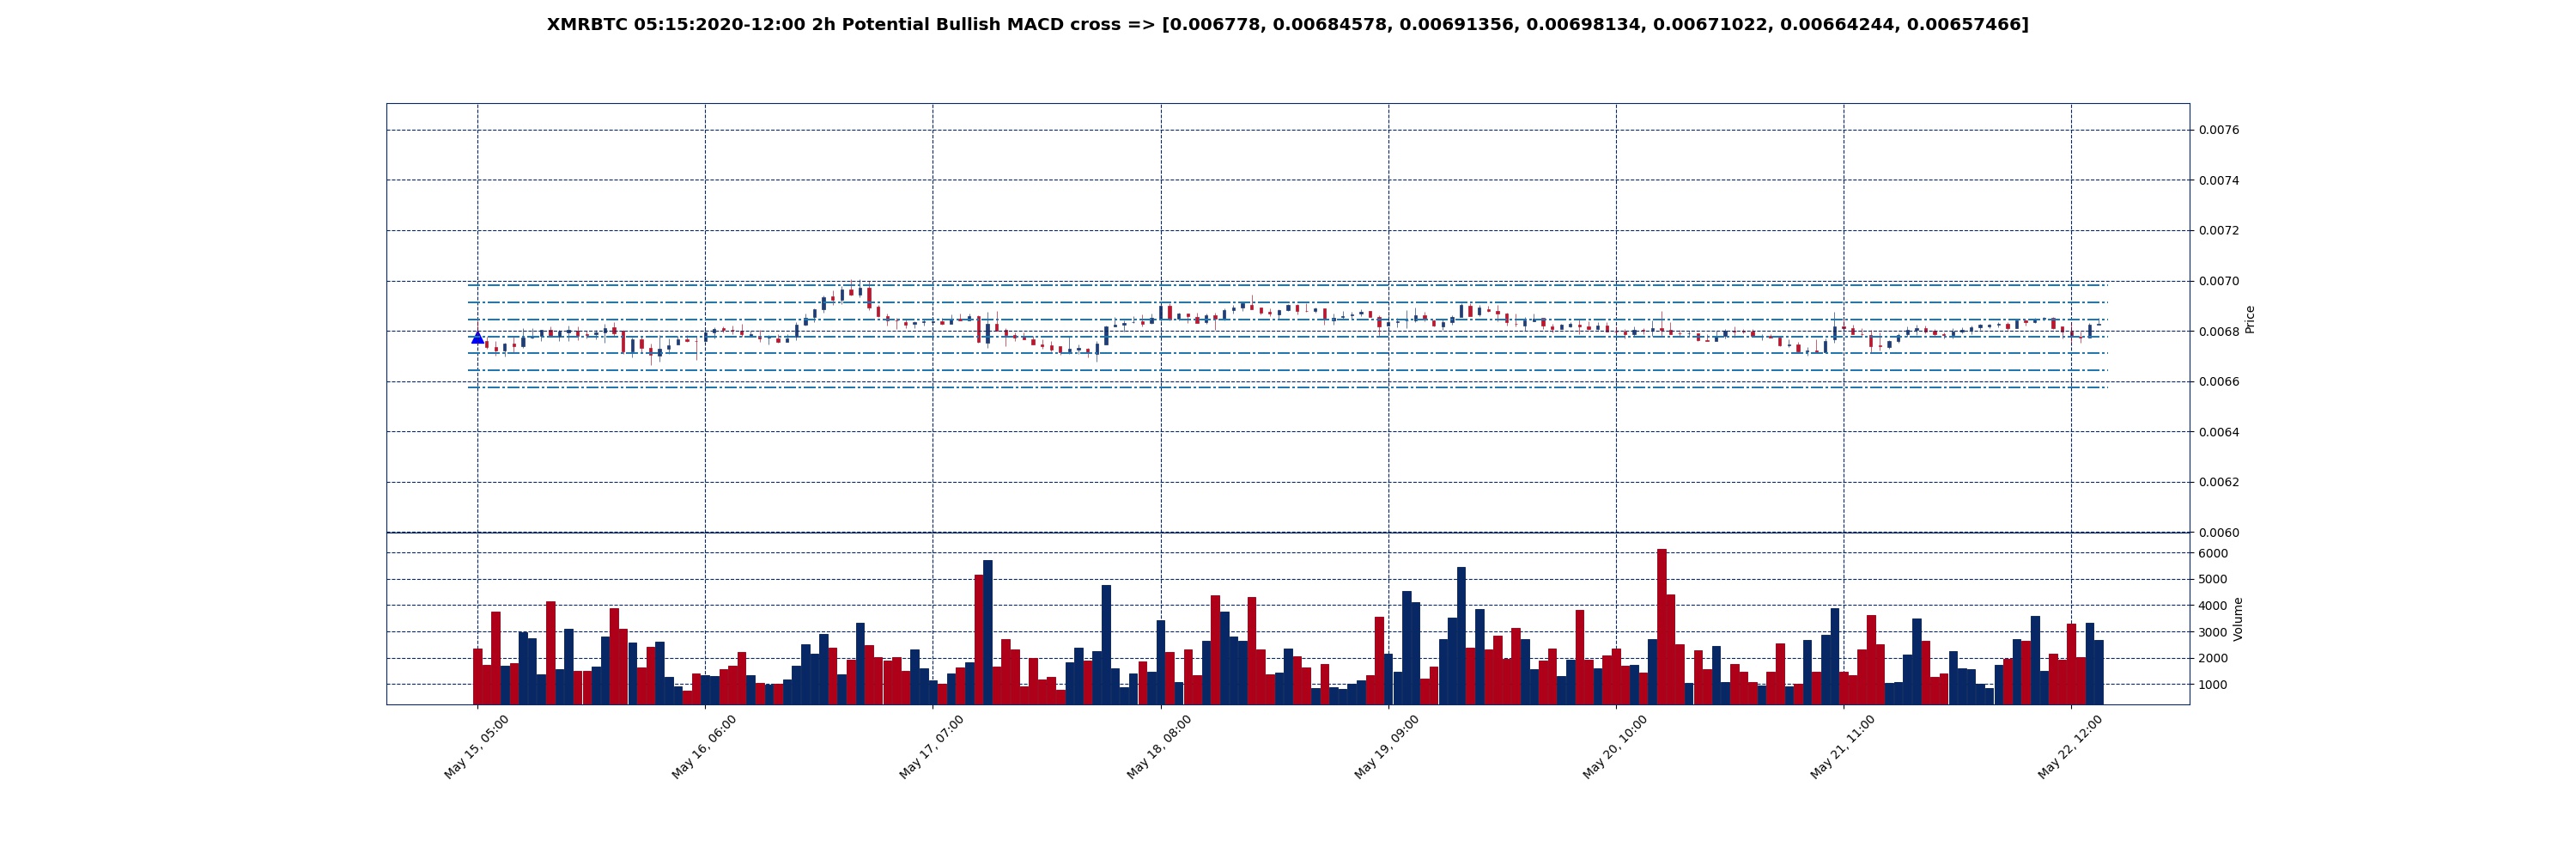 XMRBTC 05:15:2020-12:00 2h Potential Bullish MACD cross => [0.006778, 0.00684578, 0.00691356, 0.00698134, 0.00671022, 0.00664244, 0.00657466]
0.0076
0.0074
0.0072
0.0070
0.0068
0.0066
0.0064
0.0062
0.0060
Price
6000
5000
4000
3000
2000
1000
Volume
May 15, 05:00
May 16, 06:00
May 17, 07:00
May 18, 08:00
May 19, 09:00
May 20, 10:00
May 21, 11:00
May 22, 12:00